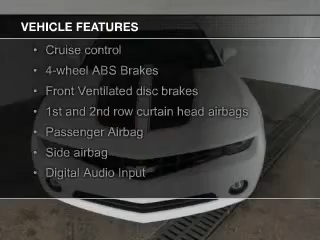 VEHICLE FEATURES
• Cruise control
• 4-wheel ABS Brakes
• Front Ventilated disc brakes
• 1st and 2nd row curtain head airbags
• Passenger Airbag
• Side airbag
• Digital Audio Input